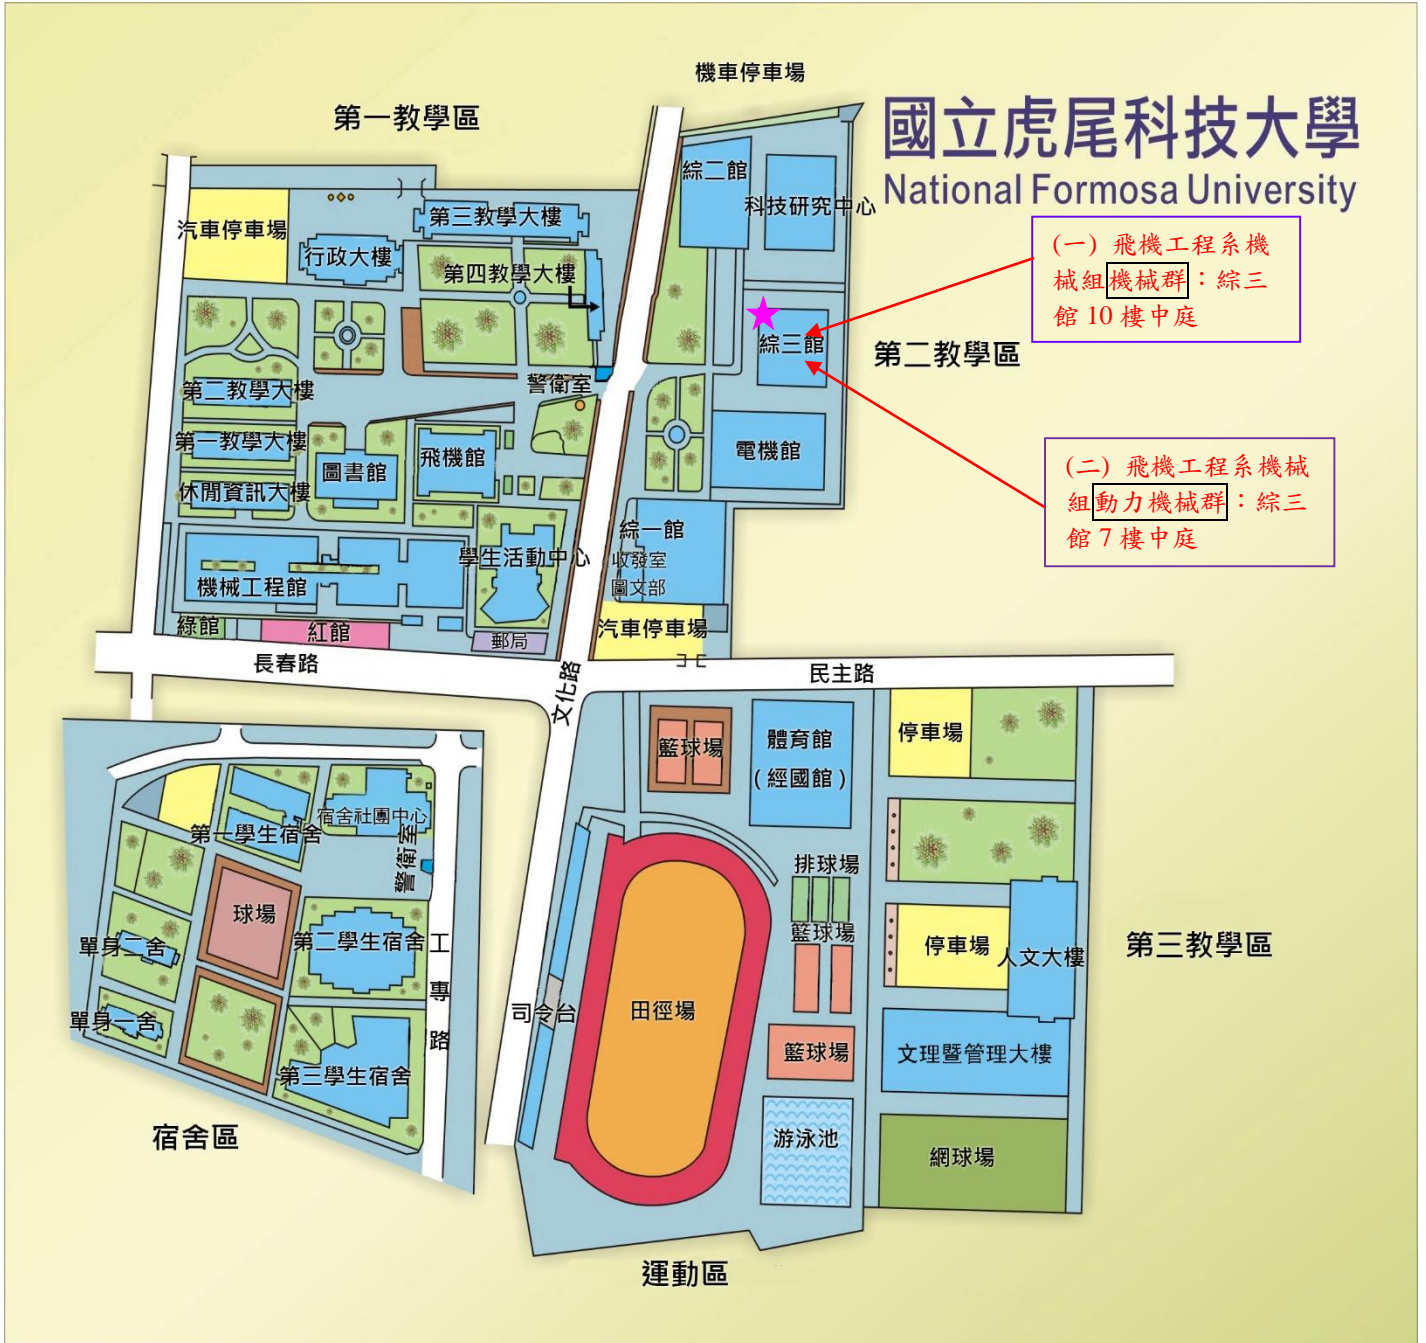 機車停車場
國立虎尾科技大學
National Formosa University
第一教學區
綜二館
科技研究中心
汽車停車場
行政大樓
第三教學大樓
第四教學大樓
(一) 飛機工程系機
械組機械群：綜三
館 10 樓中庭
綜三館
第二教學區
警衛室
第二教學大樓
第一教學大樓
圖書館
飛機館
電機館
(二) 飛機工程系機械
組動力機械群：綜三
館 7 樓中庭
休閒資訊大樓
綜一館
收發室
圖文部
學生活動中心
機械工程館
綠館
紅館
郵局
汽車停車場
長春路
文化路
民主路
籃球場
體育館
(經國館)
停車場
宿舍社團中心
第一學生宿舍
警衛室
排球場
球場
籃球場
第二學生宿舍
工專路
單身二舍
停車場
人文大樓
第三教學區
單身一舍
司令台
田徑場
籃球場
文理暨管理大樓
第三學生宿舍
宿舍區
游泳池
網球場
運動區